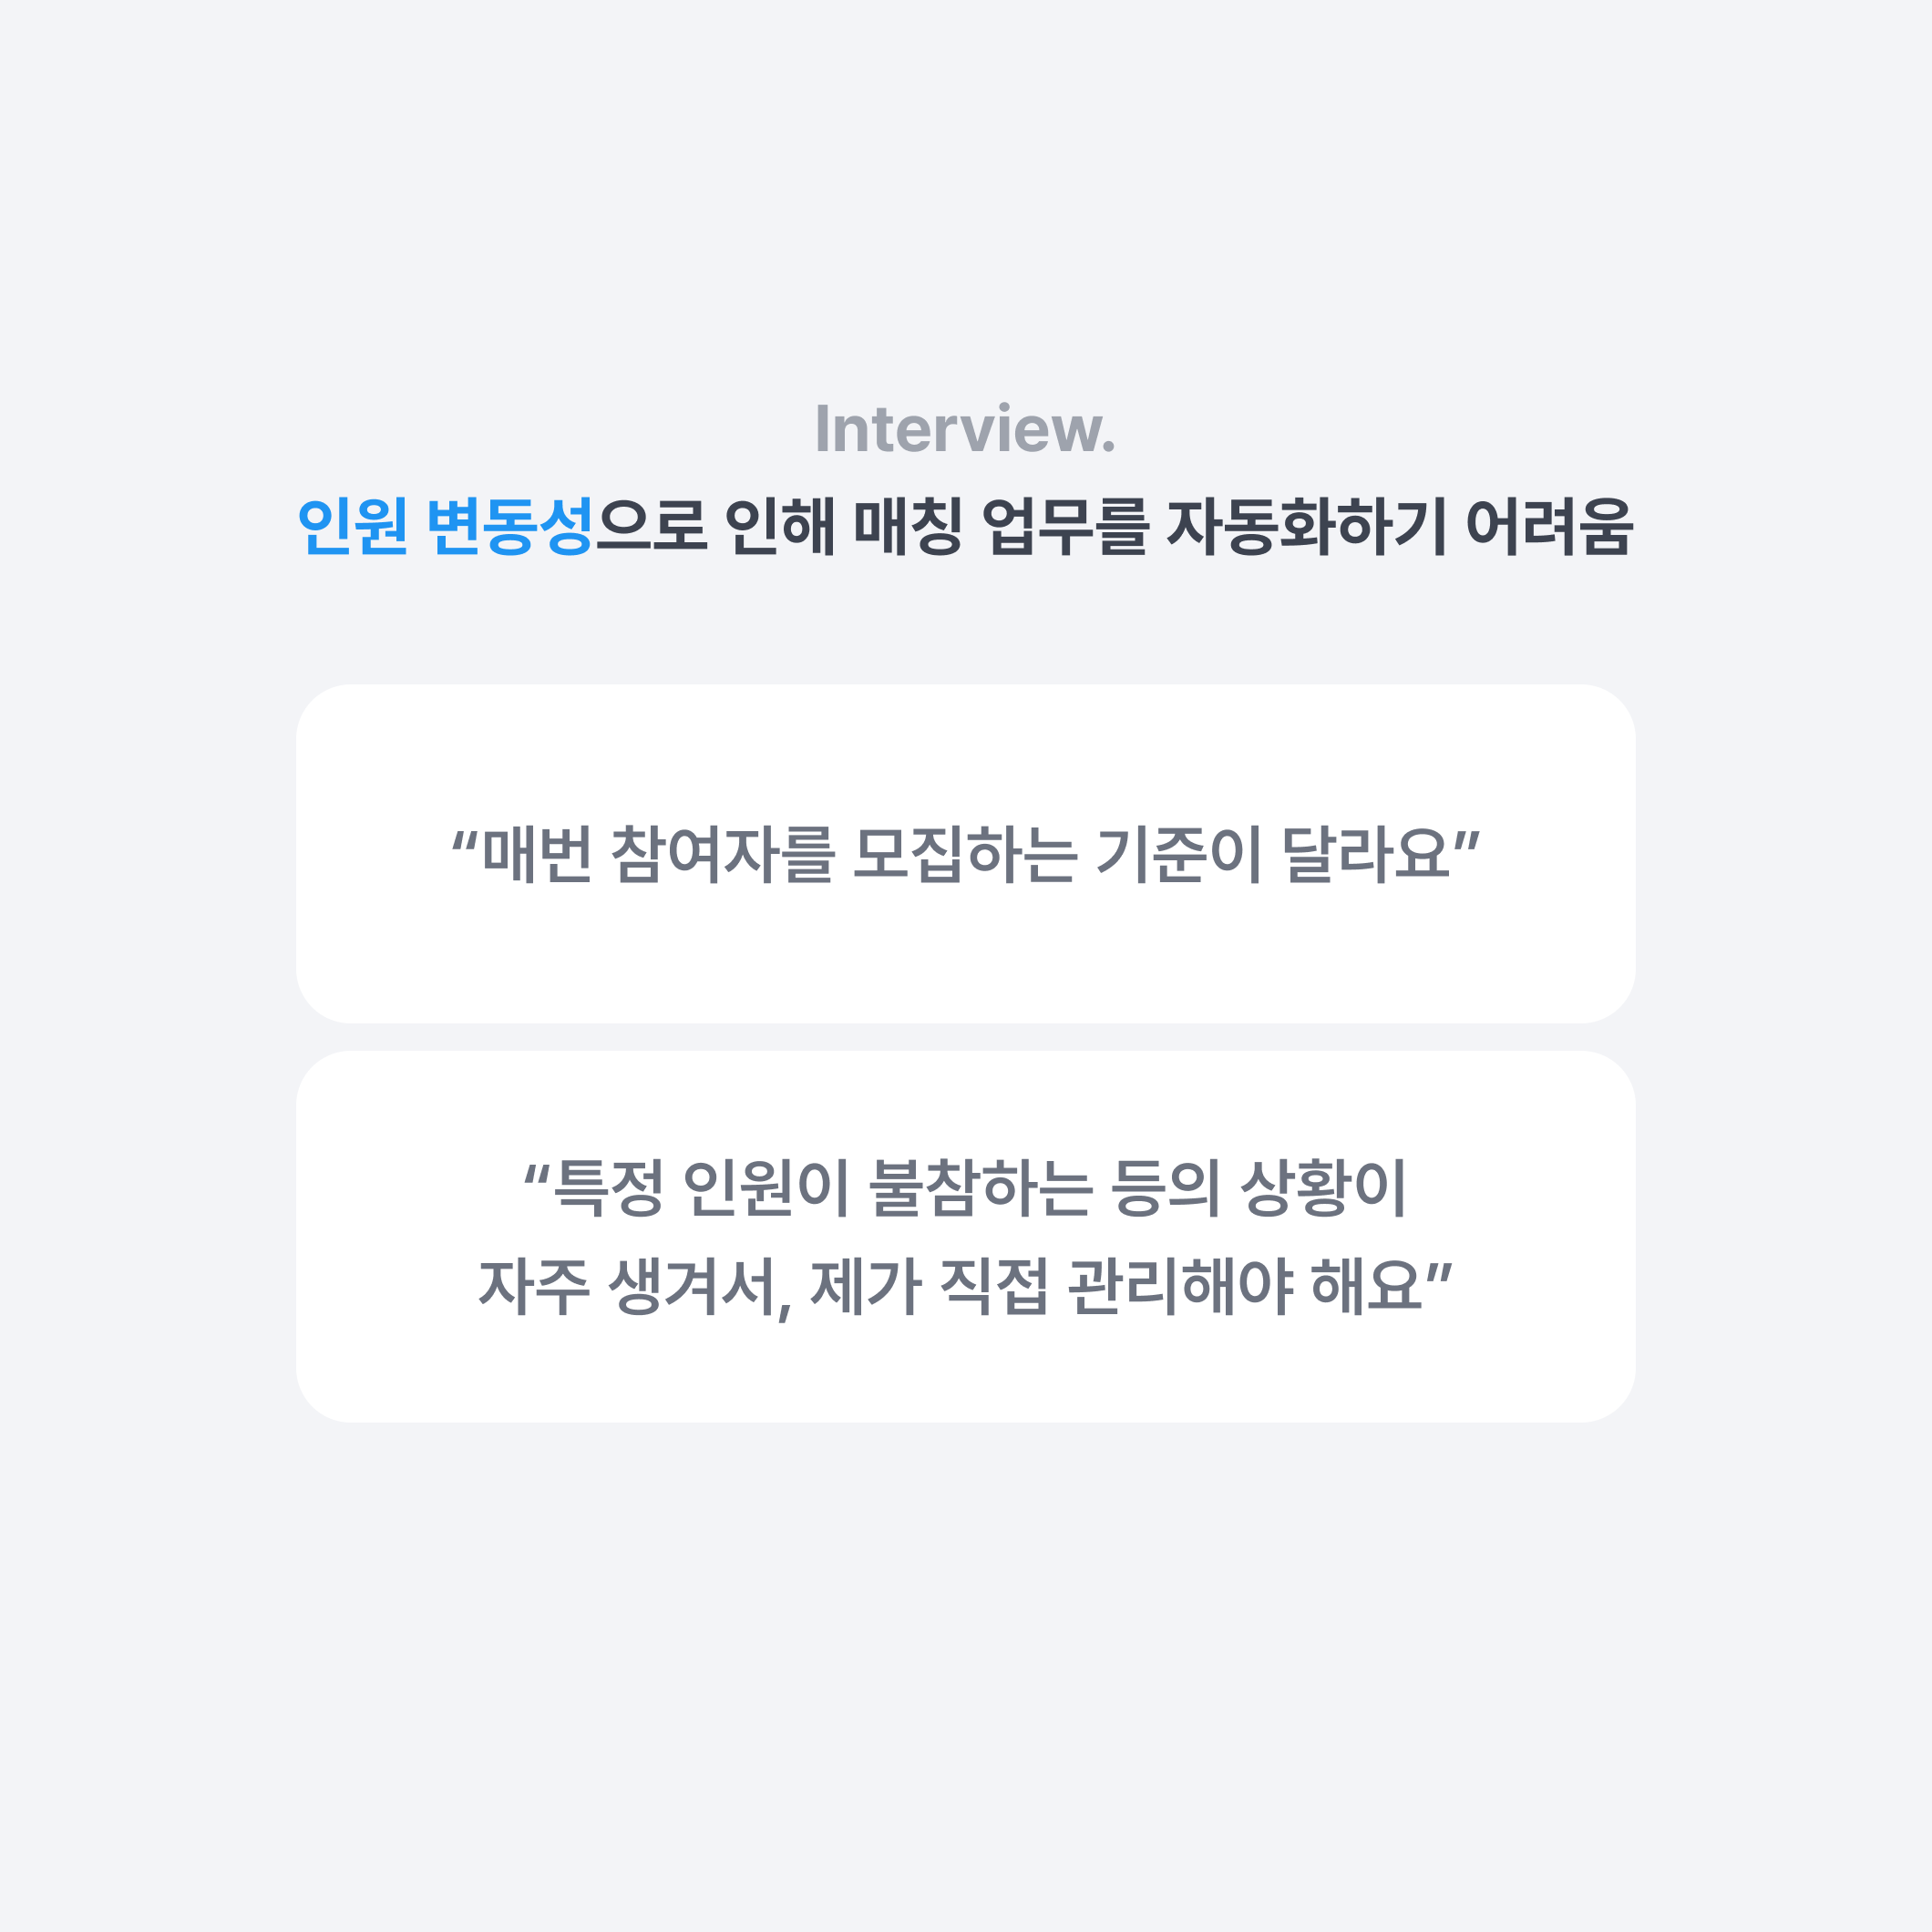 Interview.
인원 변동성으로 인해 매칭 업무를 자동화하기 어려움
“매번 참여자를 모집하는 기준이 달라요”
“특정 인원이 불참하는 등의 상황이
자주 생겨서, 제가 직접 관리해야 해요”